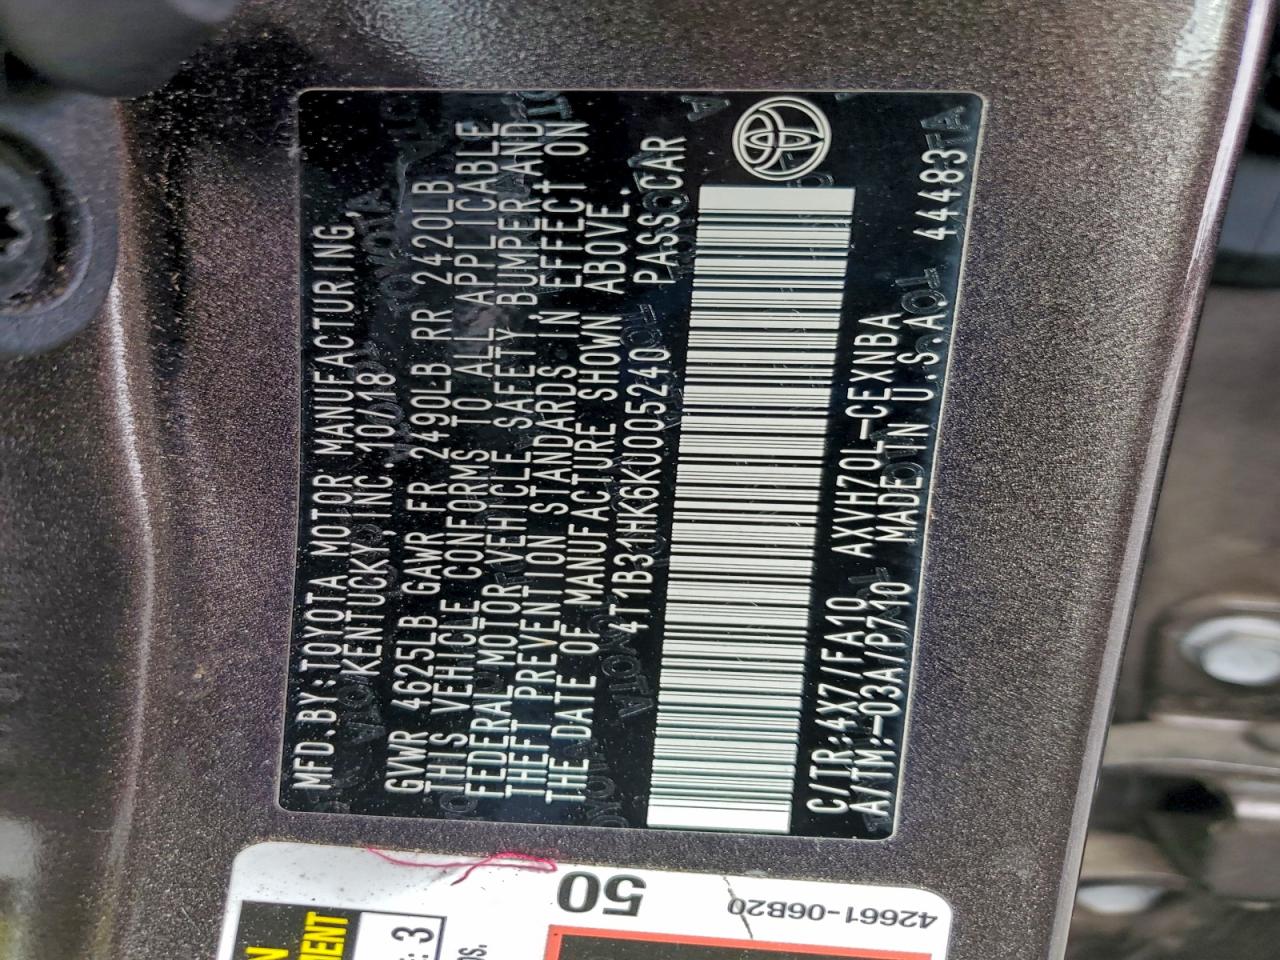 MFD.BY:TOYOTA MOTOR MANUFACTURING,
KENTUCKY,INC.10/18
GVWR 4625LB GAWR FR 2490LB RR 2420LB
THIS VEHICLE CONFORMS TO ALL APPLICABLE
FEDERAL MOTOR VEHICLE SAFETY BUMPER AND
THEFT PREVENTION STANDARDS IN EFFECT ON
THE DATE OF MANUFACTURE SHOWN ABOVE.
4T1B31HK6KU005240 PASS.CAR
C/TR:4X7/FA10 AXVH70L-CEXNBA
A/TM:-03A/P710 MADE IN U.S.A. 44483
50
42661-06B20
: 3